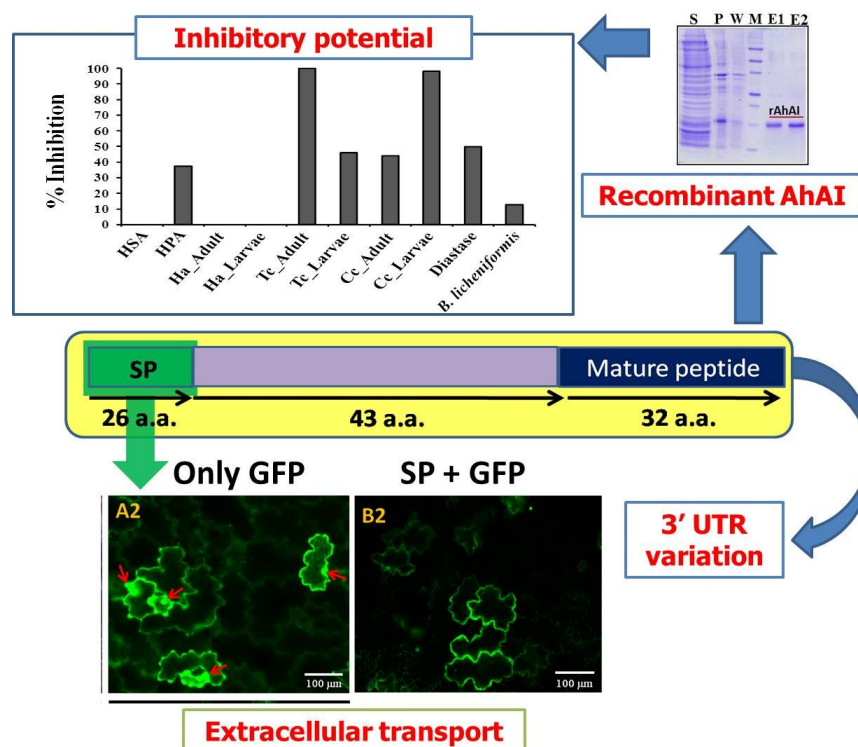 Inhibitory potential
% Inhibition
100
90
80
70
60
50
40
30
20
10
0
HSA
HPA
Ha_Adult
Ha_Larvae
Tc_Adult
Tc_Larvae
Cc_Adult
Cc_Larvae
Diastase
B. licheniformis
S P W M E1 E2
rAhAI
Recombinant AhAI
SP
Mature peptide
26 a.a. 43 a.a. 32 a.a.
Only GFP SP + GFP
A2
100 µm
B2
100 µm
3′ UTR
variation
Extracellular transport